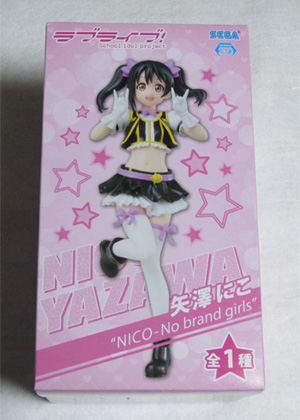 ラブライブ!
School idol project
SEGA
NICO
YAZAWA
矢澤にこ
"NICO-No brand girls"
全1種